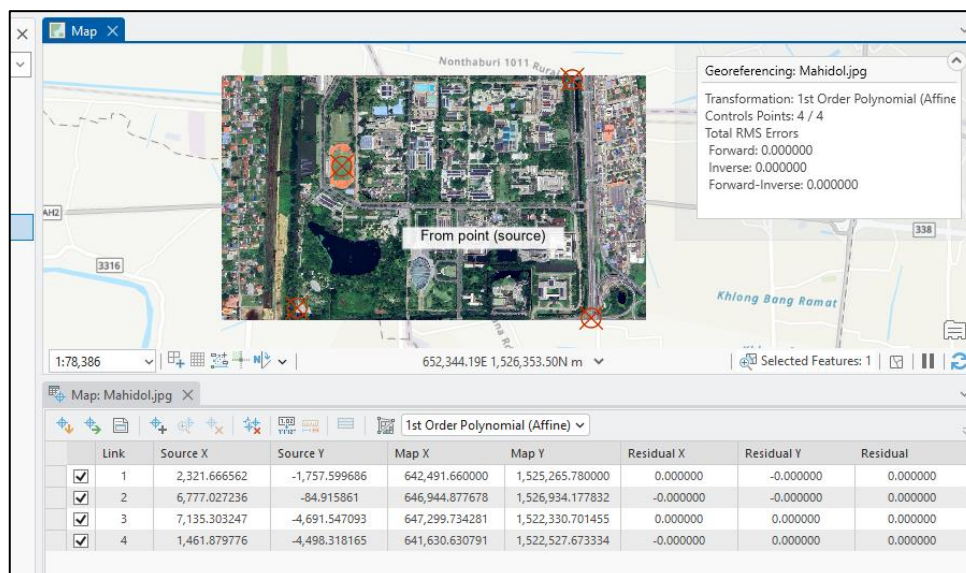 Map
Nonthaburi 1011 Rural
Georeferencing: Mahidol.jpg
Transformation: 1st Order Polynomial (Affine
Controls Points: 4 / 4
Total RMS Errors
Forward: 0.000000
Inverse: 0.000000
Forward-Inverse: 0.000000
AH2
From point (source)
338
3316
Khlong Bang Ramat
1:78,386
652,344.19E 1,526,353.50N m
Selected Features: 1
Map: Mahidol.jpg
1st Order Polynomial (Affine)
Link Source X Source Y Map X Map Y Residual X Residual Y Residual
1 2,321.666562 -1,757.599686 642,491.660000 1,525,265.780000 0.000000 -0.000000 0.000000
2 6,777.027236 -84.915861 646,944.877678 1,526,934.177832 -0.000000 -0.000000 0.000000
3 7,135.303247 -4,691.547093 647,299.734281 1,522,330.701455 0.000000 0.000000 0.000000
4 1,461.879776 -4,498.318165 641,630.630791 1,522,527.673334 -0.000000 0.000000 0.000000